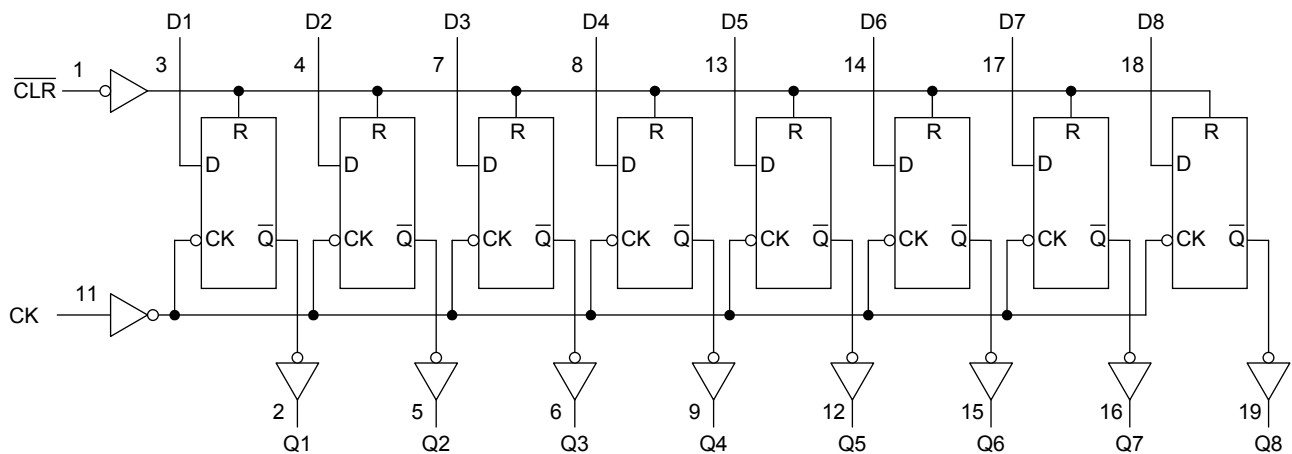 D1 D2 D3 D4 D5 D6 D7 D8
1 3 4 7 8 13 14 17 18
C̅L̅R̅
R R R R R R R R
D D D D D D D D
CK Q̅ CK Q̅ CK Q̅ CK Q̅ CK Q̅ CK Q̅ CK Q̅ CK Q̅
11
CK
2 5 6 9 12 15 16 19
Q1 Q2 Q3 Q4 Q5 Q6 Q7 Q8